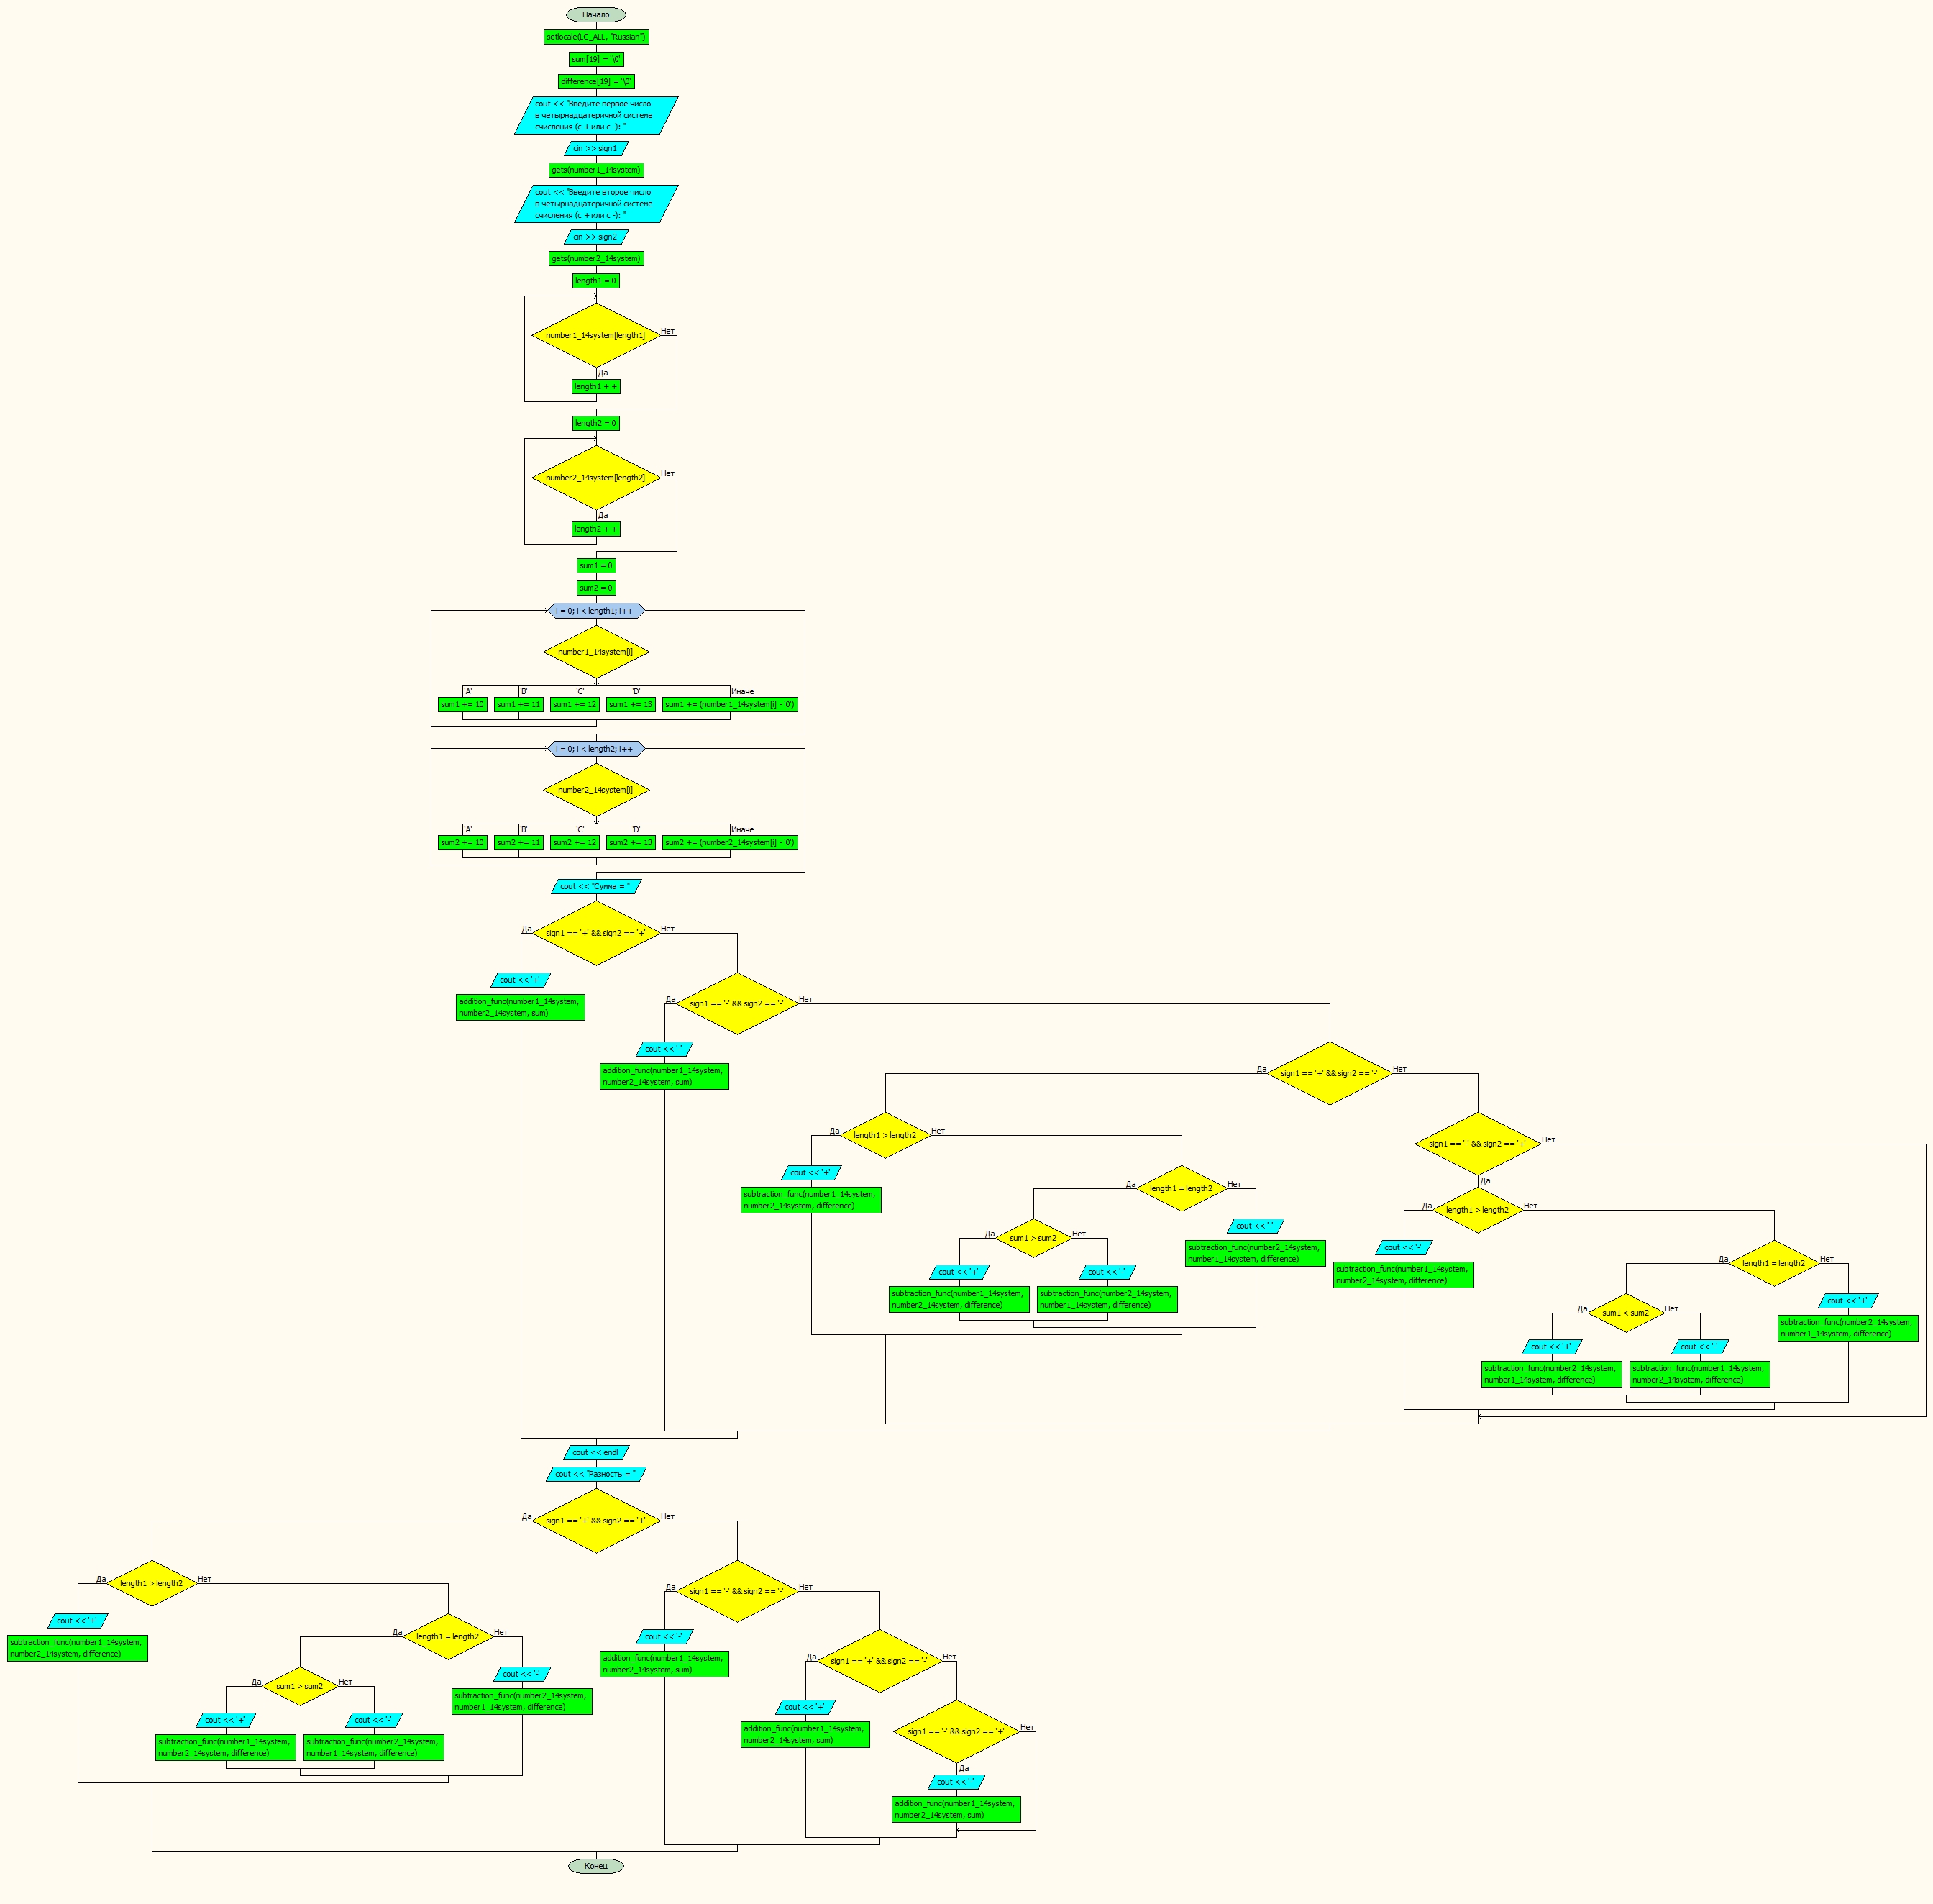 Начало
setlocale(LC_ALL, "Russian")
sum[19] = '\0'
difference[19] = '\0'
cout << "Введите первое число
в четырнадцатеричной системе
счисления (с + или с -): "
cin >> sign1
gets(number1_14system)
cout << "Введите второе число
в четырнадцатеричной системе
счисления (с + или с -): "
cin >> sign2
gets(number2_14system)
length1 = 0
number1_14system[length1]
Нет
Да
length1 + +
length2 = 0
number2_14system[length2]
Нет
Да
length2 + +
sum1 = 0
sum2 = 0
i = 0; i < length1; i++
number1_14system[i]
'A'
'B'
'C'
'D'
Иначе
sum1 += 10
sum1 += 11
sum1 += 12
sum1 += 13
sum1 += (number1_14system[i] - '0')
i = 0; i < length2; i++
number2_14system[i]
'A'
'B'
'C'
'D'
Иначе
sum2 += 10
sum2 += 11
sum2 += 12
sum2 += 13
sum2 += (number2_14system[i] - '0')
cout << "Сумма = "
Да
sign1 == '+' && sign2 == '+'
Нет
cout << '+'
addition_func(number1_14system,
number2_14system, sum)
Да
sign1 == '-' && sign2 == '-'
Нет
cout << '-'
addition_func(number1_14system,
number2_14system, sum)
Да
sign1 == '+' && sign2 == '-'
Нет
Да
length1 > length2
Нет
cout << '+'
subtraction_func(number1_14system,
number2_14system, difference)
Да
length1 = length2
Нет
Да
sum1 > sum2
Нет
cout << '+'
subtraction_func(number1_14system,
number2_14system, difference)
cout << '-'
subtraction_func(number2_14system,
number1_14system, difference)
cout << '-'
subtraction_func(number2_14system,
number1_14system, difference)
sign1 == '-' && sign2 == '+'
Нет
Да
Да
length1 > length2
Нет
cout << '-'
subtraction_func(number1_14system,
number2_14system, difference)
Да
length1 = length2
Нет
Да
sum1 < sum2
Нет
cout << '+'
subtraction_func(number2_14system,
number1_14system, difference)
cout << '-'
subtraction_func(number1_14system,
number2_14system, difference)
cout << '+'
subtraction_func(number2_14system,
number1_14system, difference)
cout << endl
cout << "Разность = "
Да
sign1 == '+' && sign2 == '+'
Нет
Да
length1 > length2
Нет
cout << '+'
subtraction_func(number1_14system,
number2_14system, difference)
Да
length1 = length2
Нет
Да
sum1 > sum2
Нет
cout << '+'
subtraction_func(number1_14system,
number2_14system, difference)
cout << '-'
subtraction_func(number2_14system,
number1_14system, difference)
cout << '-'
subtraction_func(number2_14system,
number1_14system, difference)
Да
sign1 == '-' && sign2 == '-'
Нет
cout << '-'
addition_func(number1_14system,
number2_14system, sum)
Да
sign1 == '+' && sign2 == '-'
Нет
cout << '+'
addition_func(number1_14system,
number2_14system, sum)
sign1 == '-' && sign2 == '+'
Нет
Да
cout << '-'
addition_func(number1_14system,
number2_14system, sum)
Конец